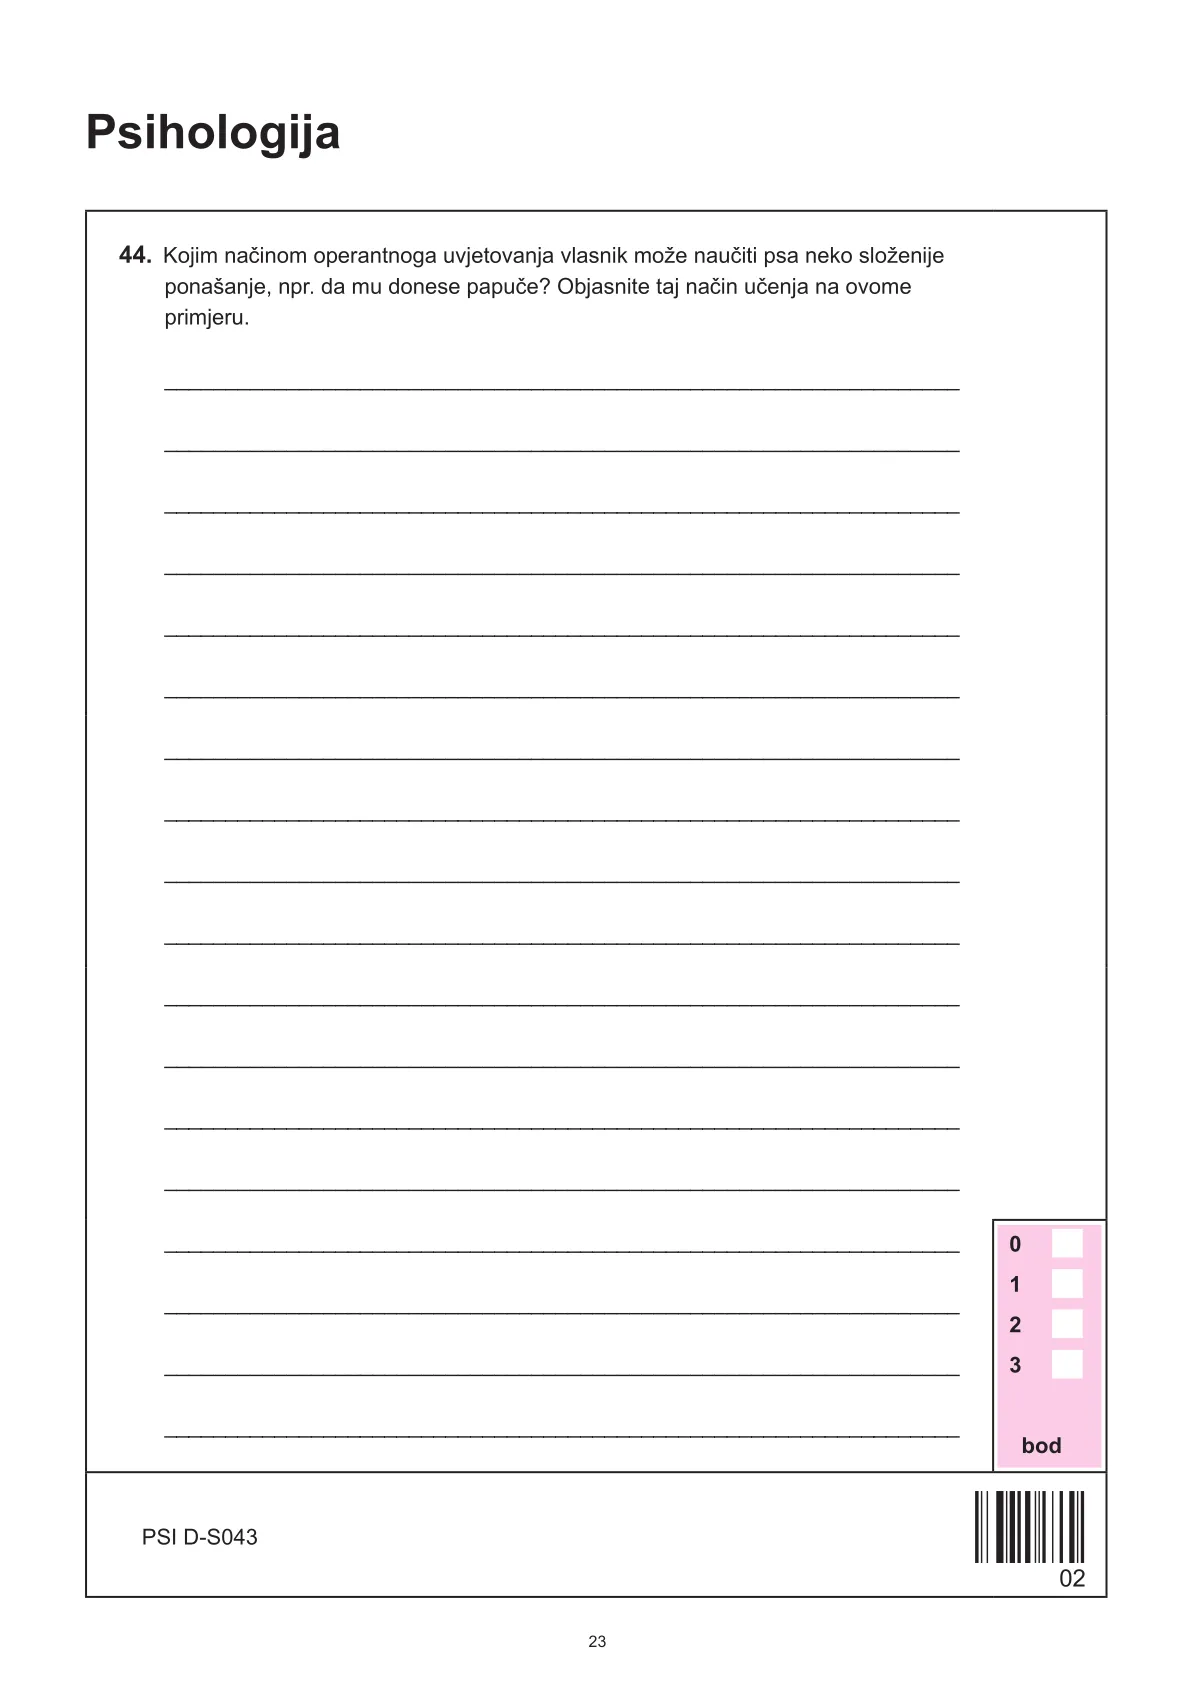 Psihologija
44. Kojim načinom operantnoga uvjetovanja vlasnik može naučiti psa neko složenije
ponašanje, npr. da mu donese papuče? Objasnite taj način učenja na ovome
primjeru.
0
1
2
3
bod
PSI D-S043
02
23